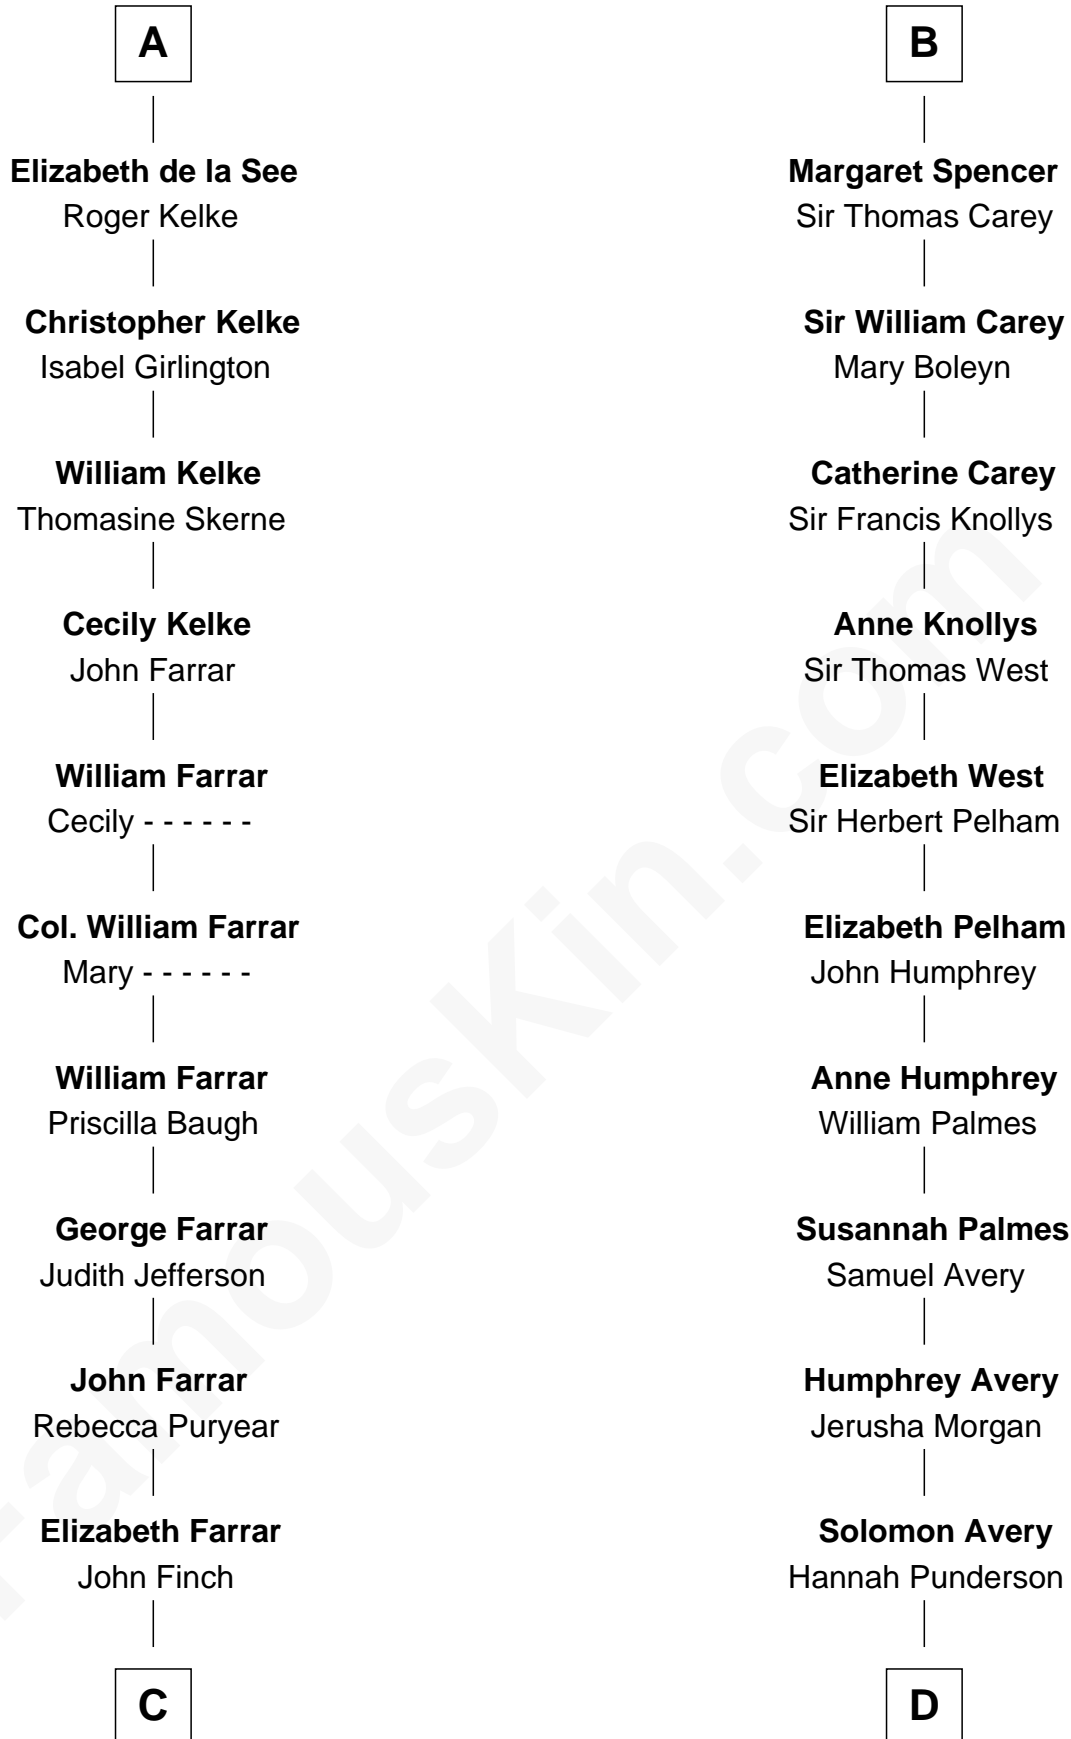 A
Elizabeth de la See
Roger Kelke
Christopher Kelke
Isabel Girlington
William Kelke
Thomasine Skerne
Cecily Kelke
John Farrar
William Farrar
Cecily - - - - - -
Col. William Farrar
Mary - - - - - -
William Farrar
Priscilla Baugh
George Farrar
Judith Jefferson
John Farrar
Rebecca Puryear
Elizabeth Farrar
John Finch
C
B
Margaret Spencer
Sir Thomas Carey
Sir William Carey
Mary Boleyn
Catherine Carey
Sir Francis Knollys
Anne Knollys
Sir Thomas West
Elizabeth West
Sir Herbert Pelham
Elizabeth Pelham
John Humphrey
Anne Humphrey
William Palmes
Susannah Palmes
Samuel Avery
Humphrey Avery
Jerusha Morgan
Solomon Avery
Hannah Punderson
D
FamousKin.com